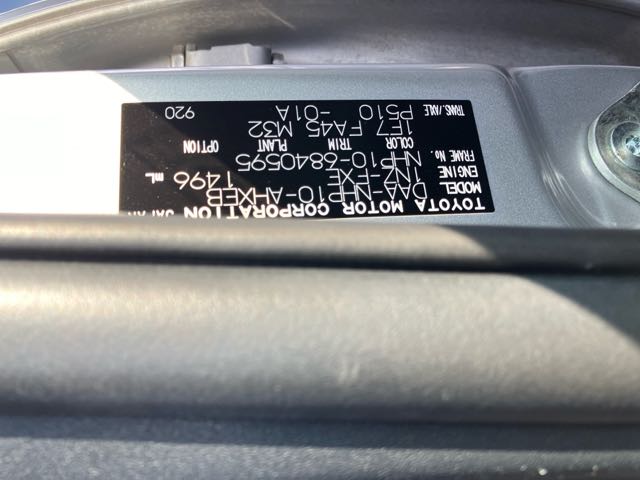 TOYOTA MOTOR CORPORATION JAPAN
MODEL DAA-NHP10-AHXEB
ENGINE 1NZ-FXE 1496 mL
FRAME No. NHP10-6840595
COLOR TRIM PLANT OPTION
1F7 FA45 M32
TRANS./AXLE P510 -01A
920